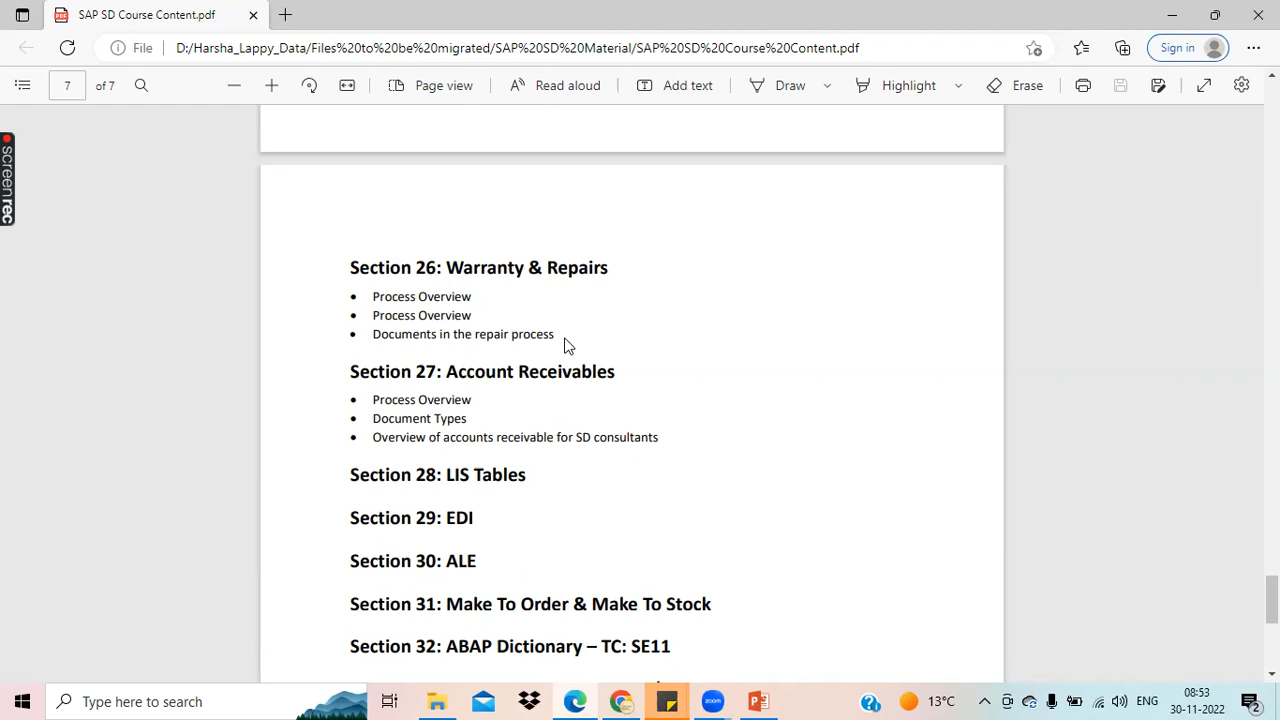 SAP SD Course Content.pdf
File
D:/Harsha_Lappy_Data/Files%20to%20be%20migrated/SAP%20SD%20Material/SAP%20SD%20Course%20Content.pdf
Sign in
7 of 7
Page view
Read aloud
Add text
Draw
Highlight
Erase
screenrec
Section 26: Warranty & Repairs
• Process Overview
• Process Overview
• Documents in the repair process
Section 27: Account Receivables
• Process Overview
• Document Types
• Overview of accounts receivable for SD consultants
Section 28: LIS Tables
Section 29: EDI
Section 30: ALE
Section 31: Make To Order & Make To Stock
Section 32: ABAP Dictionary – TC: SE11
Type here to search
zoom
13°C
ENG
08:53
30-11-2022
2